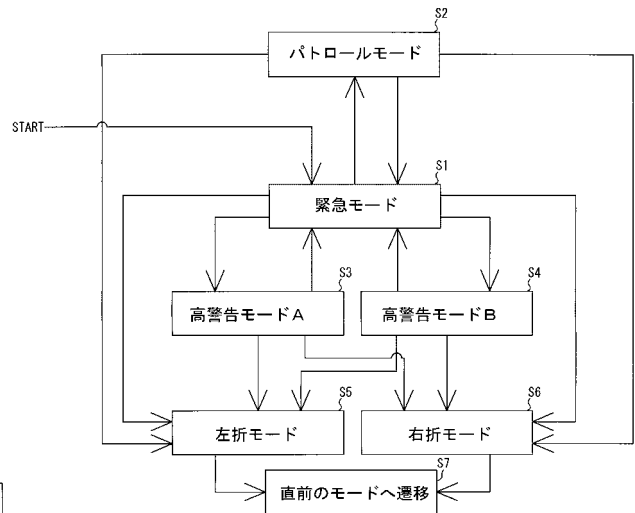 S2
パトロールモード
START
S1
緊急モード
S3
高警告モードA
S4
高警告モードB
S5
左折モード
S6
右折モード
S7
直前のモードへ遷移